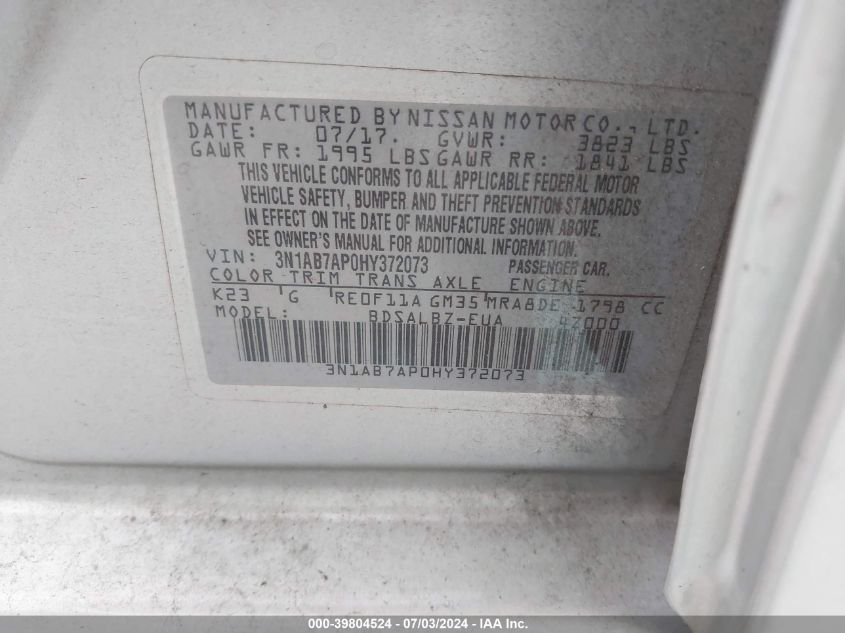 MANUFACTURED BY NISSAN MOTOR CO., LTD.
DATE: 07/17. GVWR: 3823 LBS
GAWR FR: 1995 LBS GAWR RR: 1841 LBS
THIS VEHICLE CONFORMS TO ALL APPLICABLE FEDERAL MOTOR
VEHICLE SAFETY, BUMPER AND THEFT PREVENTION STANDARDS
IN EFFECT ON THE DATE OF MANUFACTURE SHOWN ABOVE.
SEE OWNER'S MANUAL FOR ADDITIONAL INFORMATION.
VIN: 3N1AB7AP0HY372073 PASSENGER CAR.
COLOR TRIM TRANS AXLE ENGINE
K23 G RE0F11A GM35 MRA8DE 1798 CC
MODEL: BDSALBZ-EUA 4Z000
3N1AB7AP0HY372073
000-39804524 / 07/03/2024 - IAA Inc.